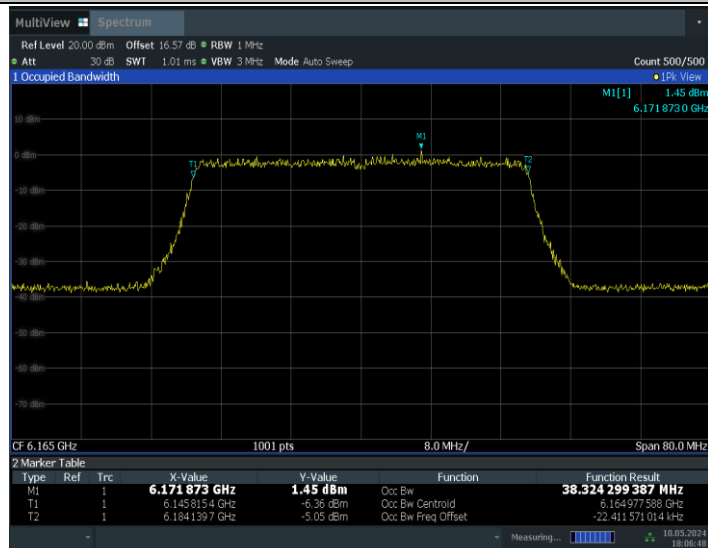 MultiView Spectrum
Ref Level 20.00 dBm Offset 16.57 dB RBW 1 MHz
Att 30 dB SWT 1.01 ms VBW 3 MHz Mode Auto Sweep Count 500/500
1 Occupied Bandwidth 1Pk View
M1[1] 1.45 dBm
6.1718730 GHz
10 dBm
M1
0 dBm
T1 T2
-10 dBm
-20 dBm
-30 dBm
-40 dBm
-50 dBm
-60 dBm
-70 dBm
CF 6.165 GHz 1001 pts 8.0 MHz/ Span 80.0 MHz
2 Marker Table
Type Ref Trc X-Value Y-Value Function Function Result
M1 1 6.171 873 GHz 1.45 dBm Occ Bw 38.324 299 387 MHz
T1 1 6.145 815 4 GHz -6.36 dBm Occ Bw Centroid 6.164 977 588 GHz
T2 1 6.184 139 7 GHz -5.05 dBm Occ Bw Freq Offset -22.411 571 014 kHz
Measuring... 10.05.2024
18:06:48